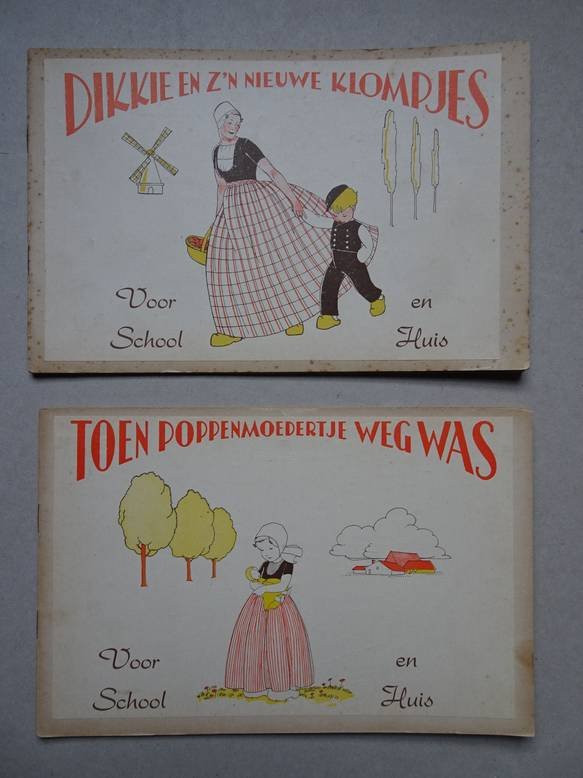 DIKKIE EN Z'N NIEUWE KLOMPJES
Voor en
School Huis
TOEN POPPENMOEDERTJE WEG WAS
Voor en
School Huis